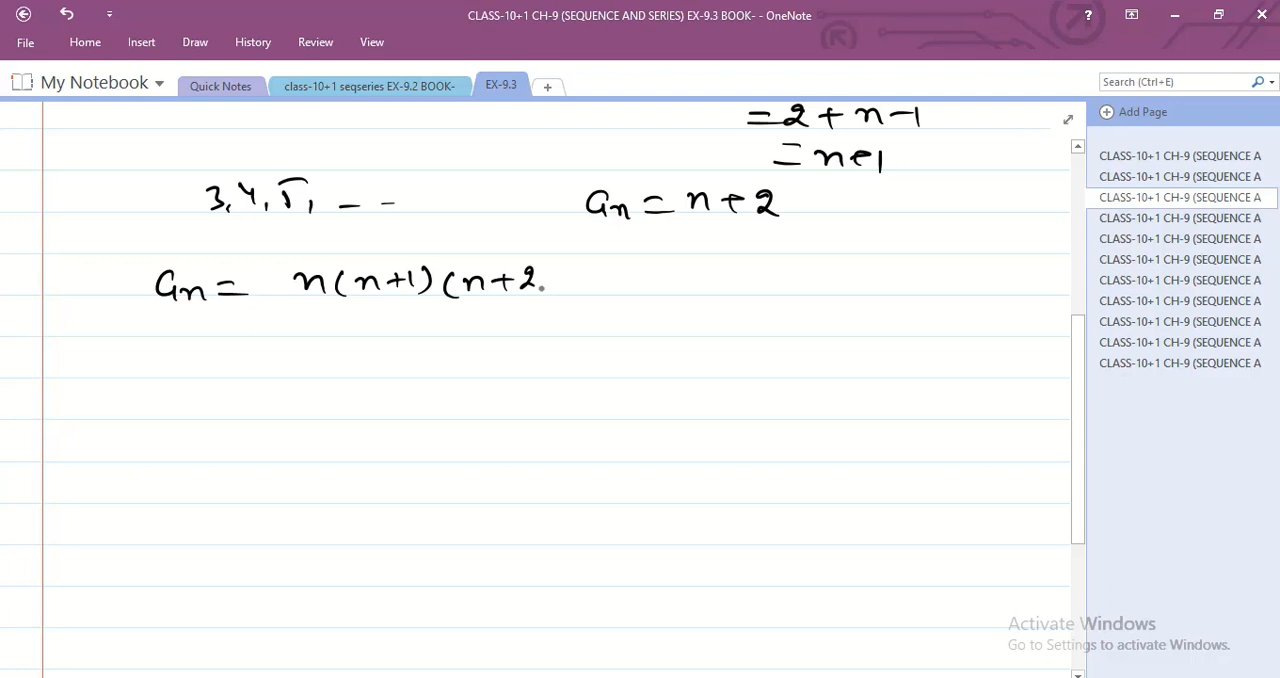 CLASS-10+1 CH-9 (SEQUENCE AND SERIES) EX-9.3 BOOK- - OneNote
File Home Insert Draw History Review View
My Notebook Quick Notes class-10+1 seqseries EX-9.2 BOOK- EX-9.3 + Search (Ctrl+E)
Add Page
= 2 + n - 1
= n + 1
3, 4, 5, - - an = n + 2
an = n(n+1)(n+2
CLASS-10+1 CH-9 (SEQUENCE A
CLASS-10+1 CH-9 (SEQUENCE A
CLASS-10+1 CH-9 (SEQUENCE A
CLASS-10+1 CH-9 (SEQUENCE A
CLASS-10+1 CH-9 (SEQUENCE A
CLASS-10+1 CH-9 (SEQUENCE A
CLASS-10+1 CH-9 (SEQUENCE A
CLASS-10+1 CH-9 (SEQUENCE A
CLASS-10+1 CH-9 (SEQUENCE A
CLASS-10+1 CH-9 (SEQUENCE A
CLASS-10+1 CH-9 (SEQUENCE A
Activate Windows
Go to Settings to activate Windows.